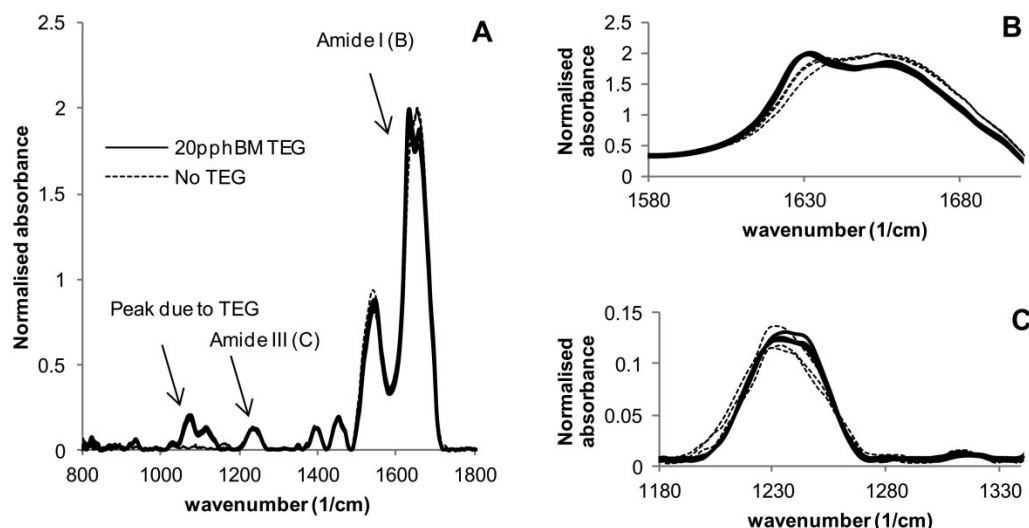 A
2.5
2
1.5
1
0.5
0
Normalised absorbance
Amide I (B)
20pphBM TEG
No TEG
Peak due to TEG
Amide III (C)
800 1000 1200 1400 1600 1800
wavenumber (1/cm)
B
2.5
2
1.5
1
0.5
0
Normalised
absorbance
1580 1630 1680
wavenumber (1/cm)
C
0.15
0.1
0.05
0
Normalised
absorbance
1180 1230 1280 1330
wavenumber (1/cm)